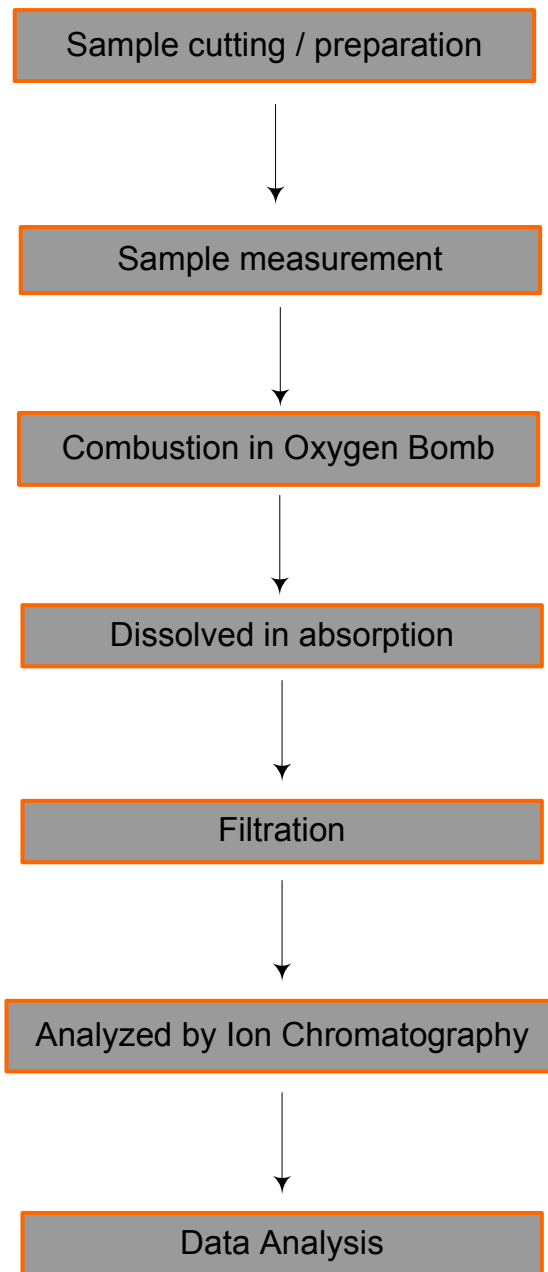 Sample cutting / preparation
Sample measurement
Combustion in Oxygen Bomb
Dissolved in absorption
Filtration
Analyzed by Ion Chromatography
Data Analysis